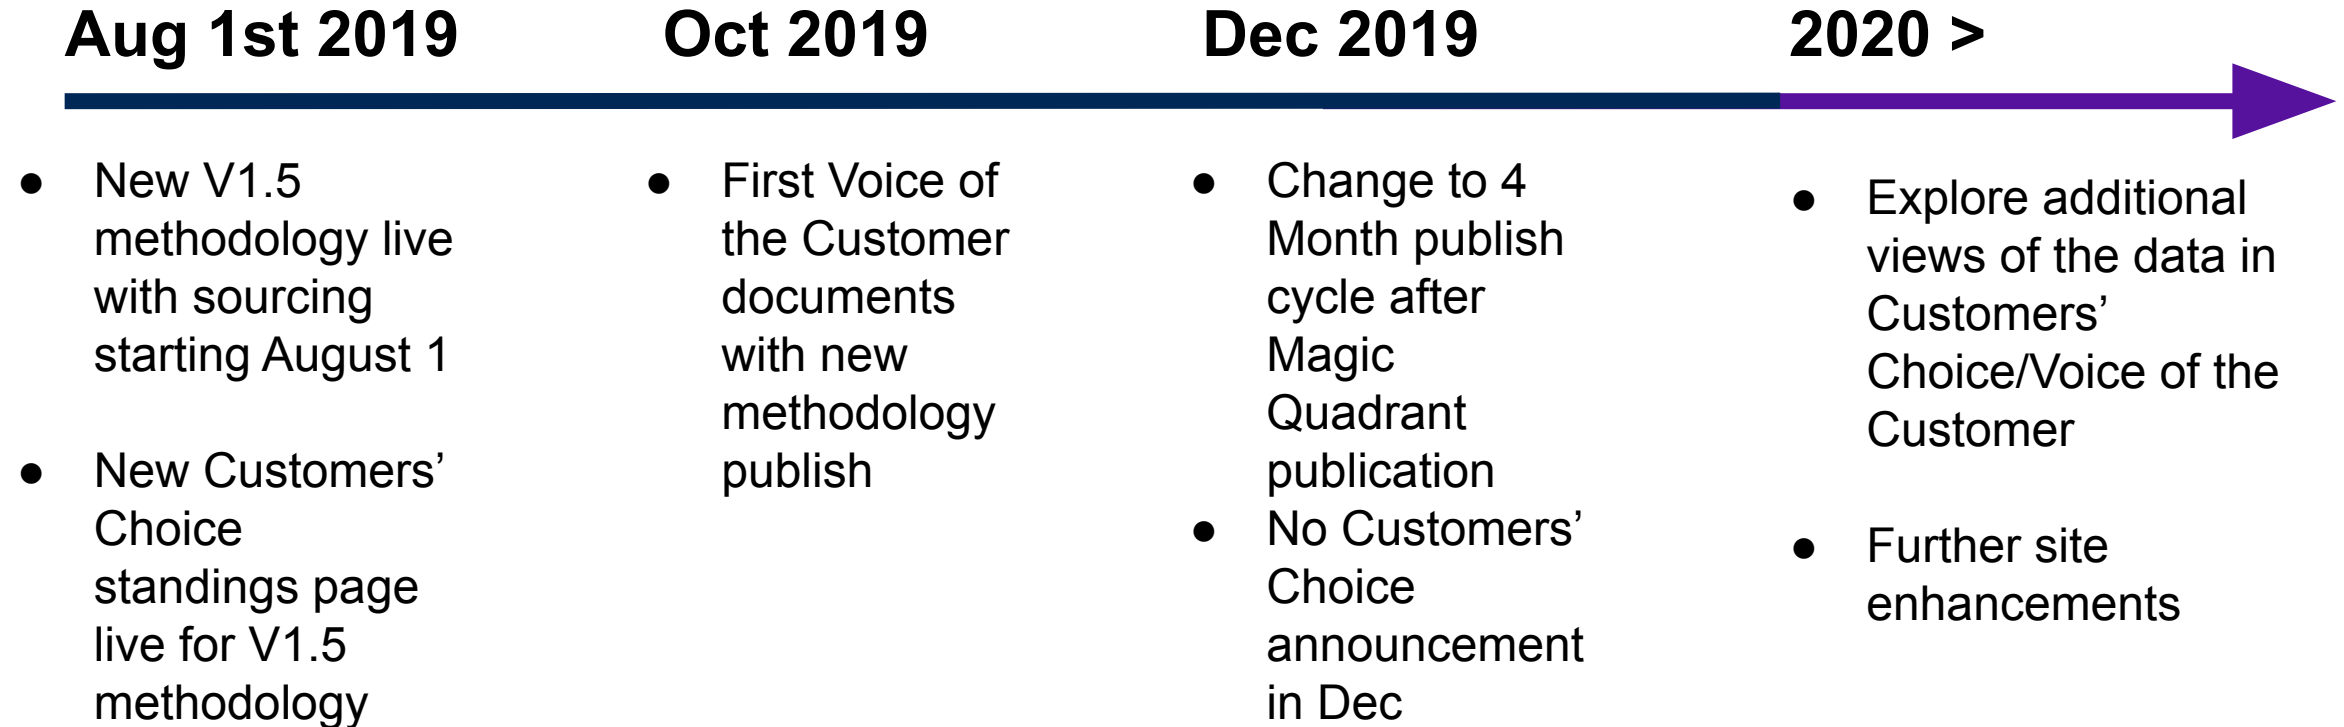 Aug 1st 2019
● New V1.5
methodology live
with sourcing
starting August 1
● New Customers’
Choice
standings page
live for V1.5
methodology
Oct 2019
● First Voice of
the Customer
documents
with new
methodology
publish
Dec 2019
● Change to 4
Month publish
cycle after
Magic
Quadrant
publication
● No Customers’
Choice
announcement
in Dec
2020 >
● Explore additional
views of the data in
Customers’
Choice/Voice of the
Customer
● Further site
enhancements